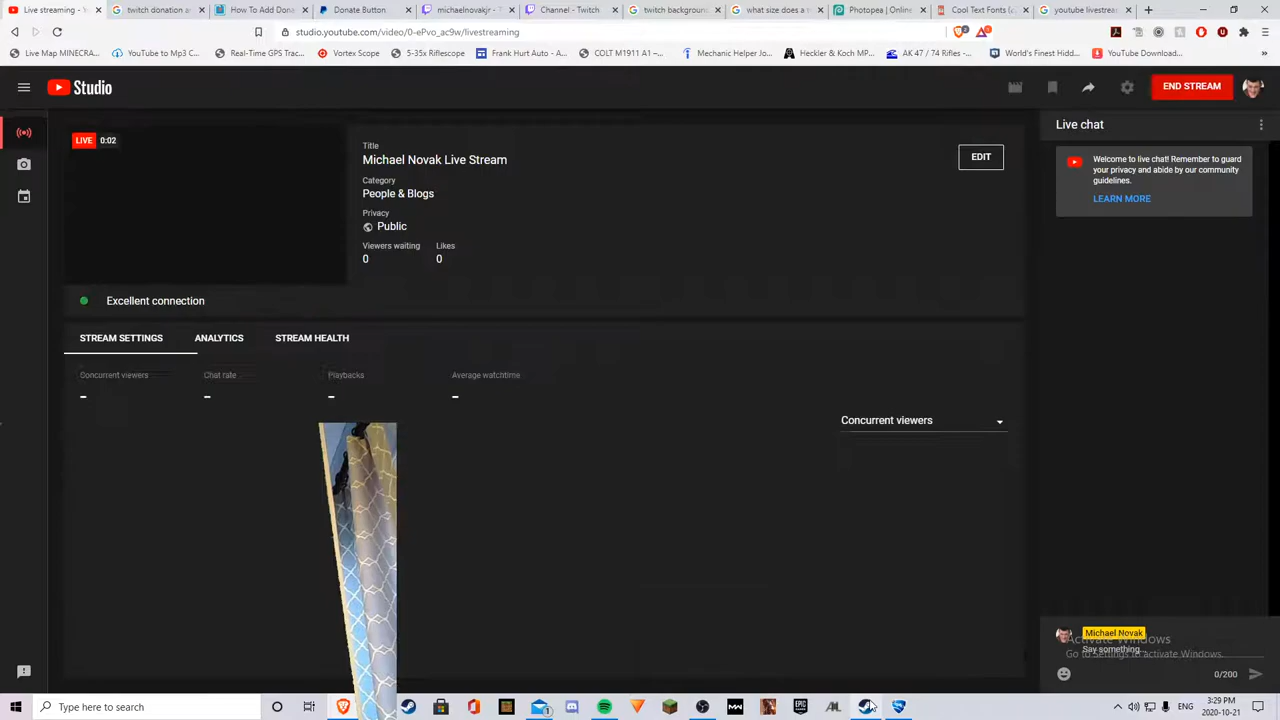 Live streaming -
twitch donation a
How To Add Dona
Donate Button
michaelnovakjr -
Channel - Twitch
twitch background
what size does a t
Photopea | Online
Cool Text Fonts (
youtube livestrea
studio.youtube.com/video/0-ePvo_ac9w/livestreaming
Live Map MINECRA...
YouTube to Mp3 C...
Real-Time GPS Trac...
Vortex Scope
5-35x Riflescope
Frank Hurt Auto - E...
COLT M1911 A1-...
Mechanic Helper Jo...
Heckler & Koch MP...
AK 47 / 74 Rifles -...
World's Finest Hidd...
YouTube Download...
Studio
END STREAM
LIVE 0:02
Title
Michael Novak Live Stream
EDIT
Category
People & Blogs
Privacy
Public
Viewers waiting
Likes
0
0
Excellent connection
STREAM SETTINGS
ANALYTICS
STREAM HEALTH
Concurrent viewers
Chat rate
Playbacks
Average watchtime
–
–
–
–
Concurrent viewers
Live chat
Welcome to live chat! Remember to guard
your privacy and abide by our community
guidelines.
LEARN MORE
Michael Novak
Activate Windows
Say something...
Go to Settings to activate Windows.
0/200
Type here to search
ENG
3:29 PM
2020-10-21